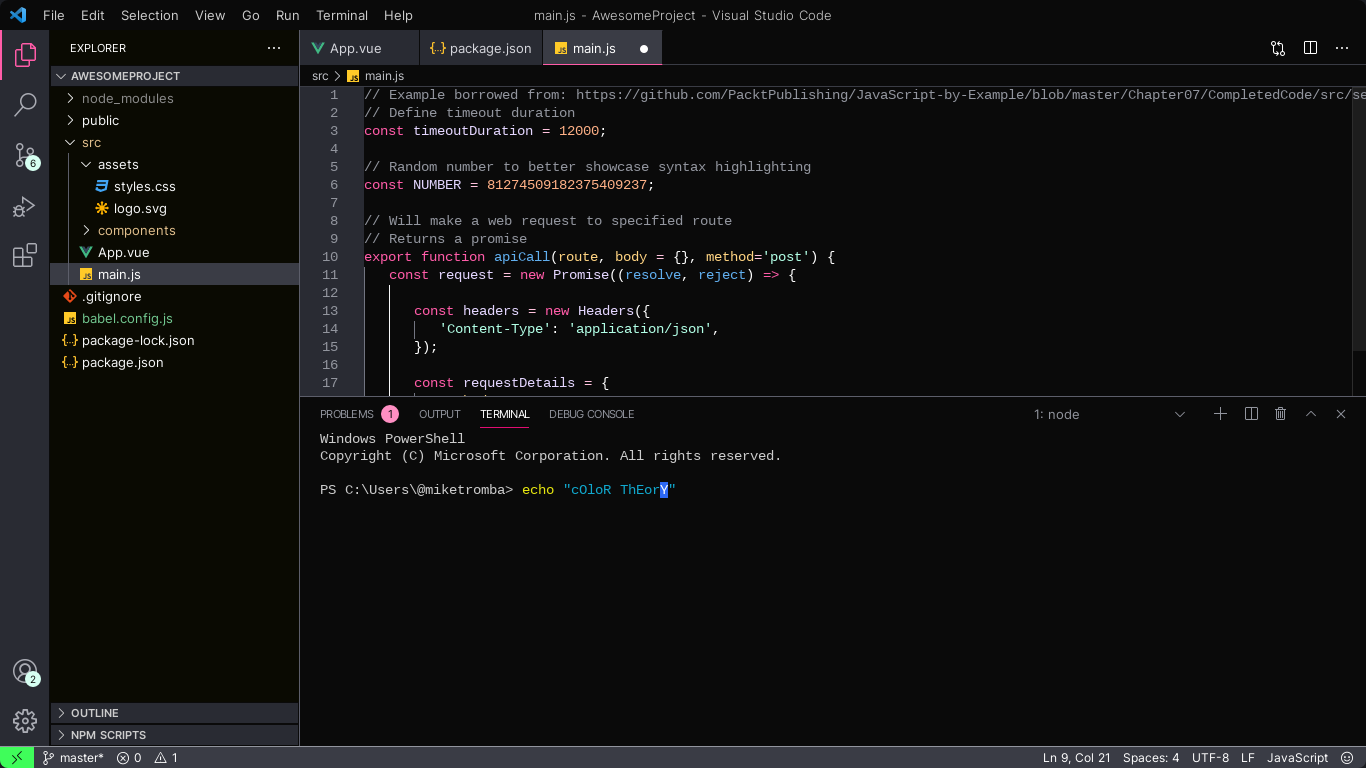 File Edit Selection View Go Run Terminal Help main.js - AwesomeProject - Visual Studio Code
EXPLORER
App.vue package.json main.js
AWESOMEPROJECT
src main.js
node_modules
public
src
assets
styles.css
logo.svg
components
App.vue
main.js
.gitignore
babel.config.js
package-lock.json
package.json
OUTLINE
NPM SCRIPTS
6
2
1 // Example borrowed from: https://github.com/PacktPublishing/JavaScript-by-Example/blob/master/Chapter07/CompletedCode/src/se
2 // Define timeout duration
3 const timeoutDuration = 12000;
4
5 // Random number to better showcase syntax highlighting
6 const NUMBER = 81274509182375409237;
7
8 // Will make a web request to specified route
9 // Returns a promise
10 export function apiCall(route, body = {}, method='post') {
11 const request = new Promise((resolve, reject) => {
12
13 const headers = new Headers({
14 'Content-Type': 'application/json',
15 });
16
17 const requestDetails = {
PROBLEMS 1 OUTPUT TERMINAL DEBUG CONSOLE 1: node
Windows PowerShell
Copyright (C) Microsoft Corporation. All rights reserved.
PS C:\Users\@miketromba> echo "cOloR ThEorY"
master* 0 1 Ln 9, Col 21 Spaces: 4 UTF-8 LF JavaScript